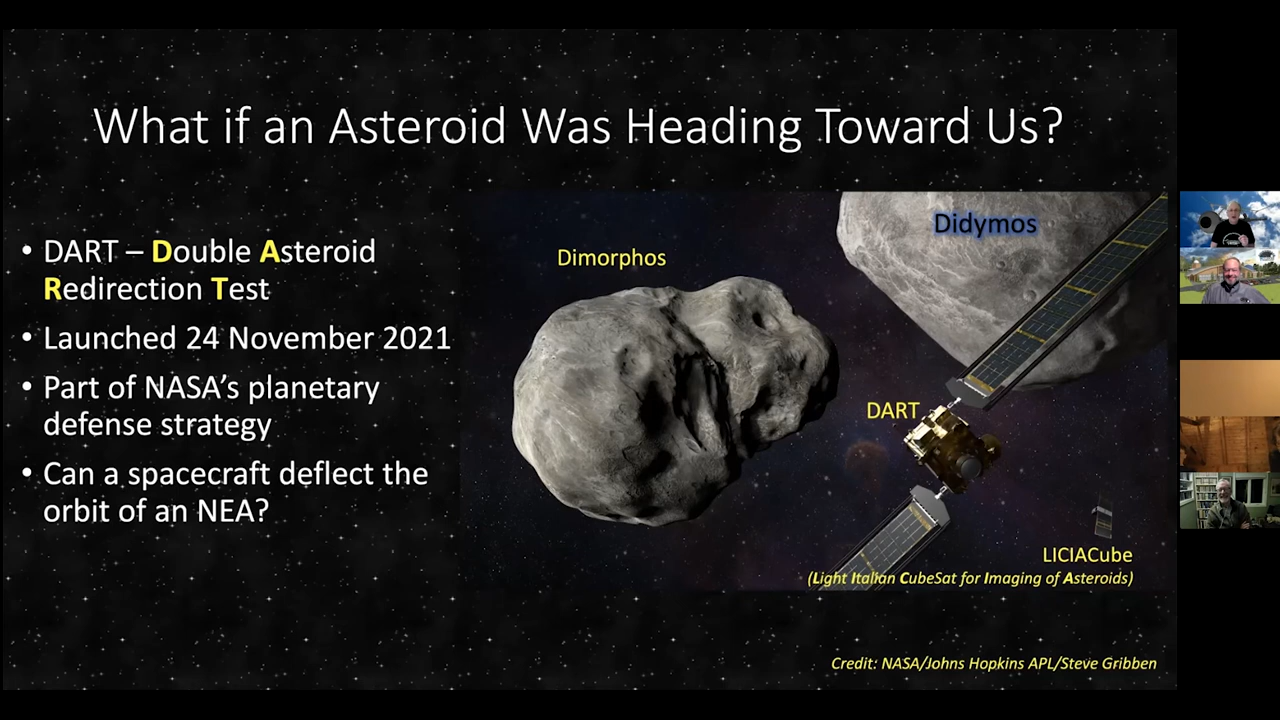 What if an Asteroid Was Heading Toward Us?
• DART – Double Asteroid
Redirection Test
• Launched 24 November 2021
• Part of NASA’s planetary
defense strategy
• Can a spacecraft deflect the
orbit of an NEA?
Didymos
Dimorphos
DART
LICIACube
(Light Italian CubeSat for Imaging of Asteroids)
Credit: NASA/Johns Hopkins APL/Steve Gribben